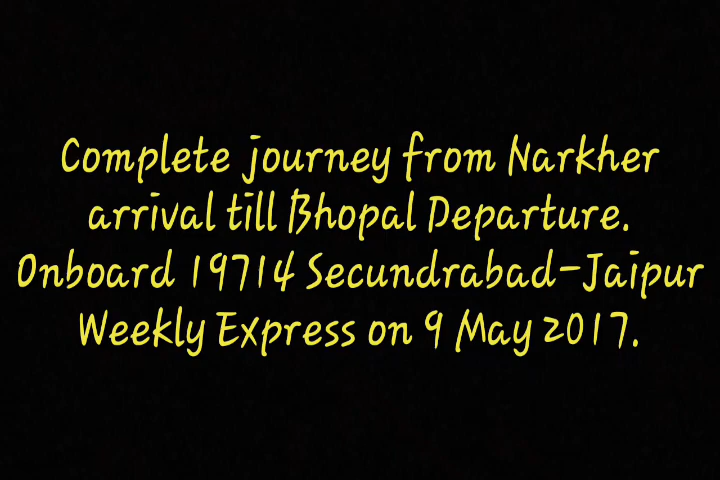 Complete journey from Narkher
arrival till Bhopal Departure.
Onboard 19714 Secundrabad-Jaipur
Weekly Express on 9 May 2017.